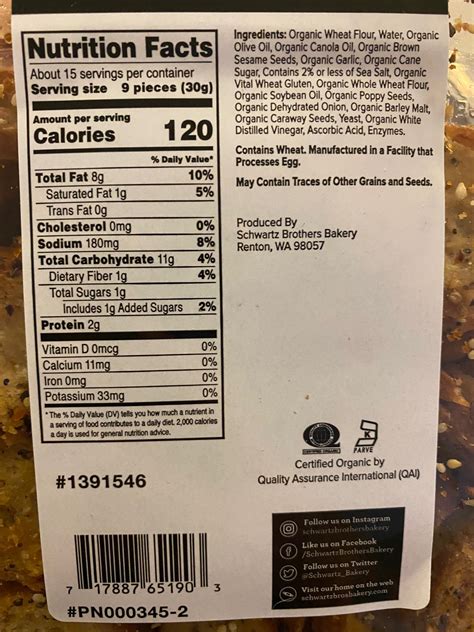 Nutrition Facts
About 15 servings per container
Serving size 9 pieces (30g)
Amount per serving
Calories 120
% Daily Value*
Total Fat 8g 10%
Saturated Fat 1g 5%
Trans Fat 0g
Cholesterol 0mg 0%
Sodium 180mg 8%
Total Carbohydrate 11g 4%
Dietary Fiber 1g 4%
Total Sugars 1g
Includes 1g Added Sugars 2%
Protein 2g
Vitamin D 0mcg 0%
Calcium 11mg 0%
Iron 0mg 0%
Potassium 33mg 0%
*The % Daily Value (DV) tells you how much a nutrient in
a serving of food contributes to a daily diet. 2,000 calories
a day is used for general nutrition advice.
#1391546
7 17887 65190 3
#PN000345-2
Ingredients: Organic Wheat Flour, Water, Organic
Olive Oil, Organic Canola Oil, Organic Brown
Sesame Seeds, Organic Garlic, Organic Cane
Sugar, Contains 2% or less of Sea Salt, Organic
Vital Wheat Gluten, Organic Whole Wheat Flour,
Organic Soybean Oil, Organic Poppy Seeds,
Organic Dehydrated Onion, Organic Barley Malt,
Organic Caraway Seeds, Yeast, Organic White
Distilled Vinegar, Ascorbic Acid, Enzymes.
Contains Wheat. Manufactured in a Facility that
Processes Egg.
May Contain Traces of Other Grains and Seeds.
Produced By
Schwartz Brothers Bakery
Renton, WA 98057
CERTIFIED ORGANIC
K
PARVE
Certified Organic by
Quality Assurance International (QAI)
Follow us on Instagram
schwartzbrothersbakery
Like us on Facebook
/SchwartzBrothersBakery
Follow us on Twitter
@Schwartz_Bakery
Visit our home on the web
schwartzbrosbakery.com